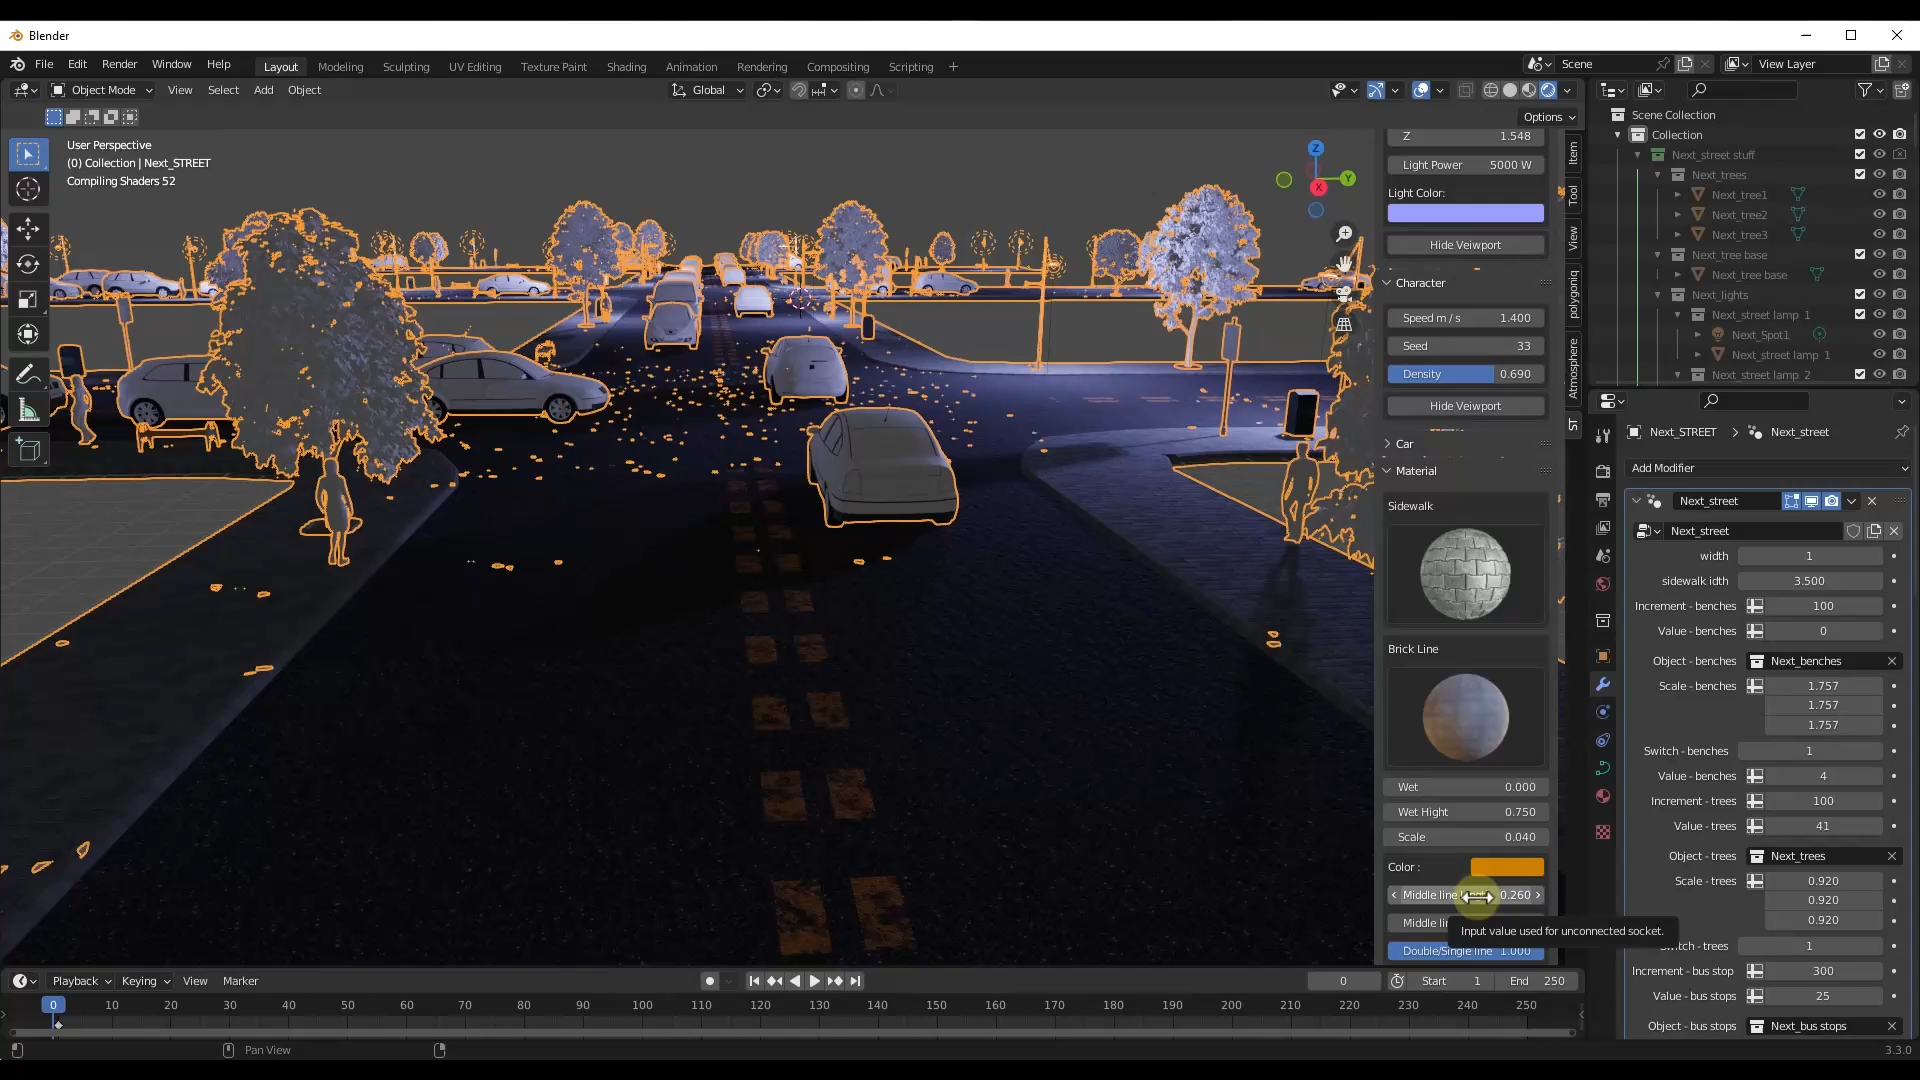 Blender
File Edit Render Window Help
Layout Modeling Sculpting UV Editing Texture Paint Shading Animation Rendering Compositing Scripting
Scene
View Layer
Object Mode View Select Add Object
Global
Options
User Perspective
(0) Collection | Next_STREET
Compiling Shaders 52
Z
Y
X
Z 1.548
Light Power 5000 W
Light Color:
Hide Veiwport
Character
Speed m / s 1.400
Seed 33
Density 0.690
Hide Veiwport
Car
Material
Sidewalk
Brick Line
Wet 0.000
Wet Hight 0.750
Scale 0.040
Color :
Middle line 0.260
Middle
Input value used for unconnected socket.
Double/Single line 1.000
Item
Tool
View
polygoniq
Atmosphere
ST
Scene Collection
Collection
Next_street stuff
Next_trees
Next_tree1
Next_tree2
Next_tree3
Next_tree base
Next_tree base
Next_lights
Next_street lamp 1
Next_Spot1
Next_street lamp 1
Next_street lamp 2
Next_STREET > Next_street
Add Modifier
Next_street
Next_street
width 1
sidewalk idth 3.500
Increment - benches 100
Value - benches 0
Object - benches Next_benches
Scale - benches 1.757
1.757
1.757
Switch - benches 1
Value - benches 4
Increment - trees 100
Value - trees 41
Object - trees Next_trees
Scale - trees 0.920
0.920
0.920
Switch - trees 1
Increment - bus stop 300
Value - bus stops 25
Object - bus stops Next_bus stops
Playback Keying View Marker
0 Start 1 End 250
0 10 20 30 40 50 60 70 80 90 100 110 120 130 140 150 160 170 180 190 200 210 220 230 240 250
Pan View
3.3.0